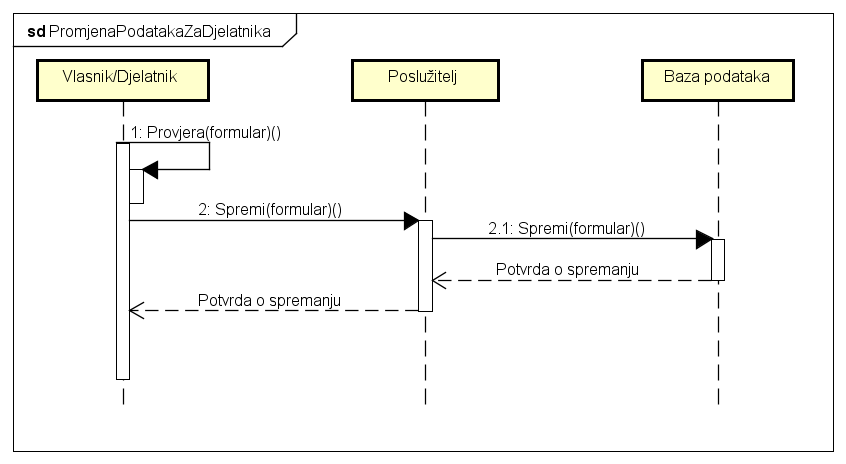 sd PromjenaPodatakaZaDjelatnika
Vlasnik/Djelatnik
Poslužitelj
Baza podataka
1: Provjera(formular)()
2: Spremi(formular)()
2.1: Spremi(formular)()
Potvrda o spremanju
Potvrda o spremanju